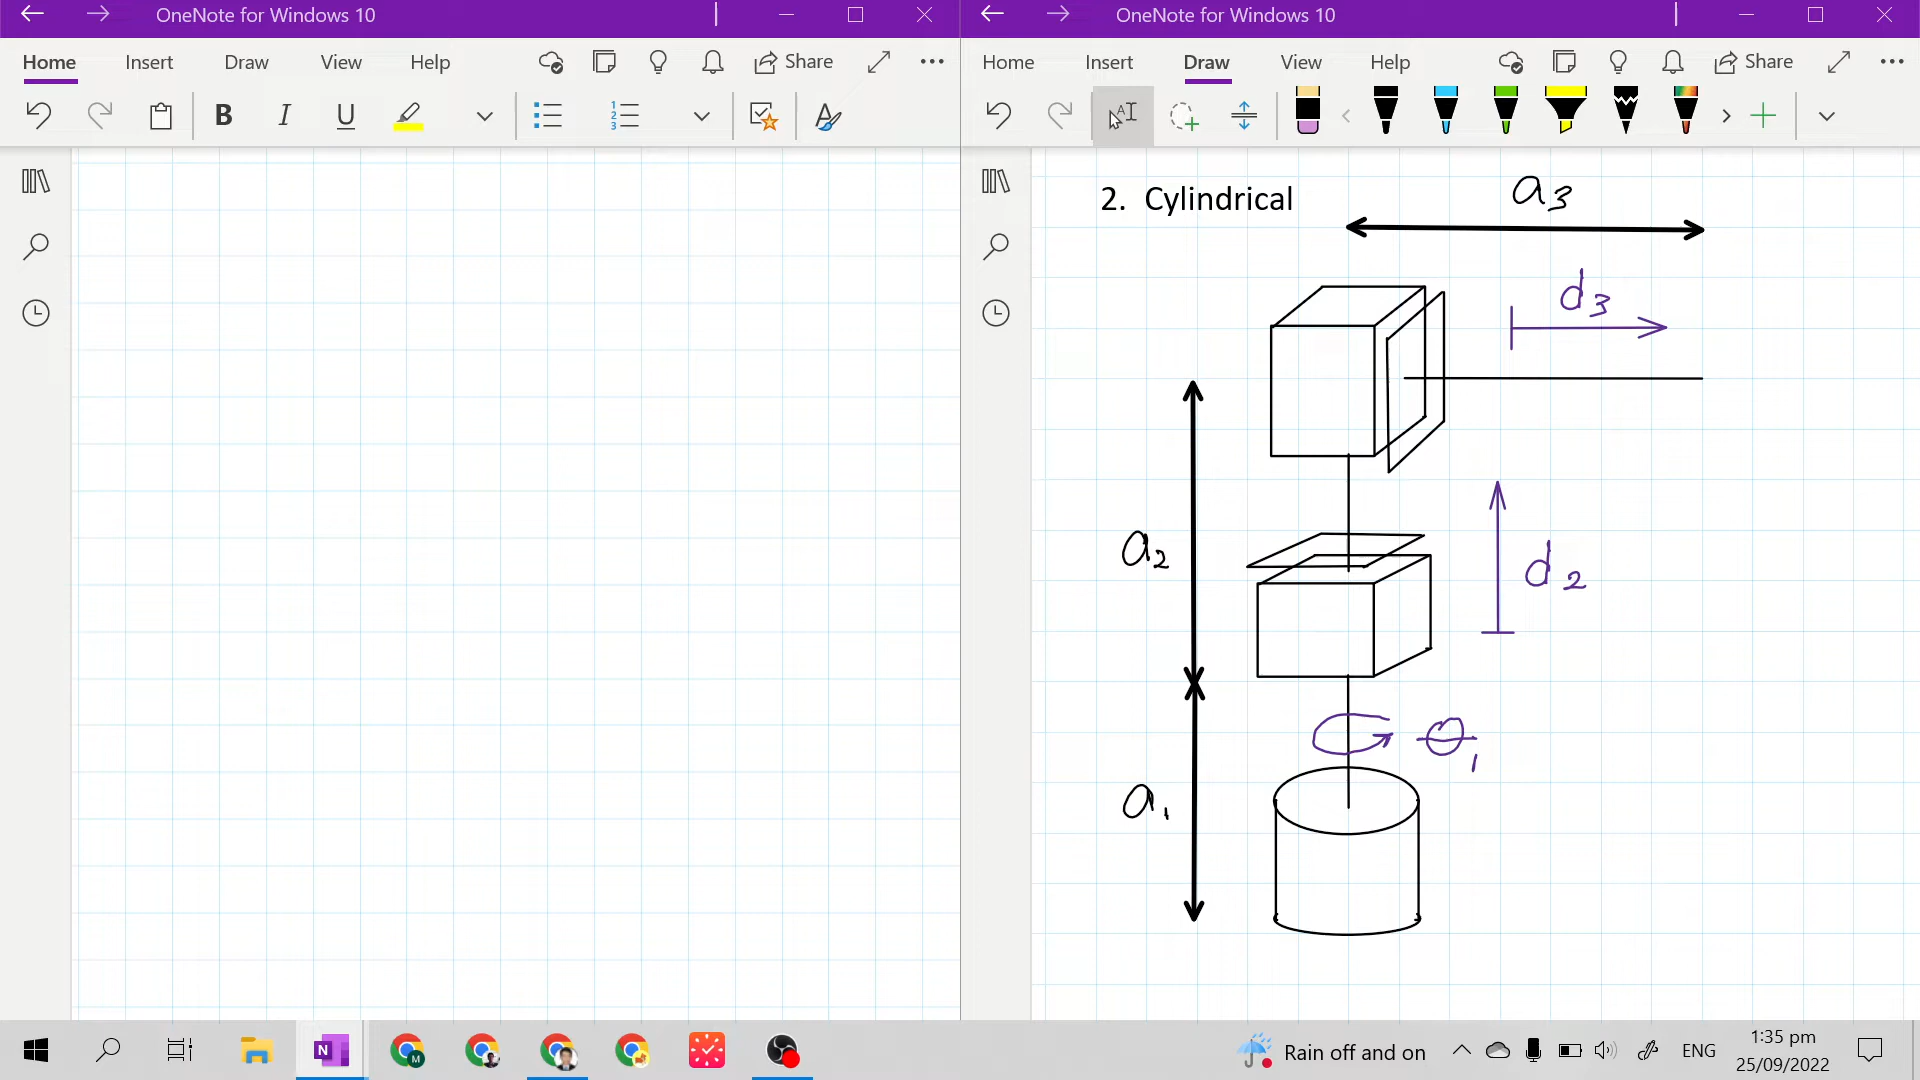 OneNote for Windows 10
Home Insert Draw View Help Share
B I U
OneNote for Windows 10
Home Insert Draw View Help Share
2. Cylindrical
a3
d3
a2
d2
θ1
a1
Rain off and on
ENG
1:35 pm
25/09/2022